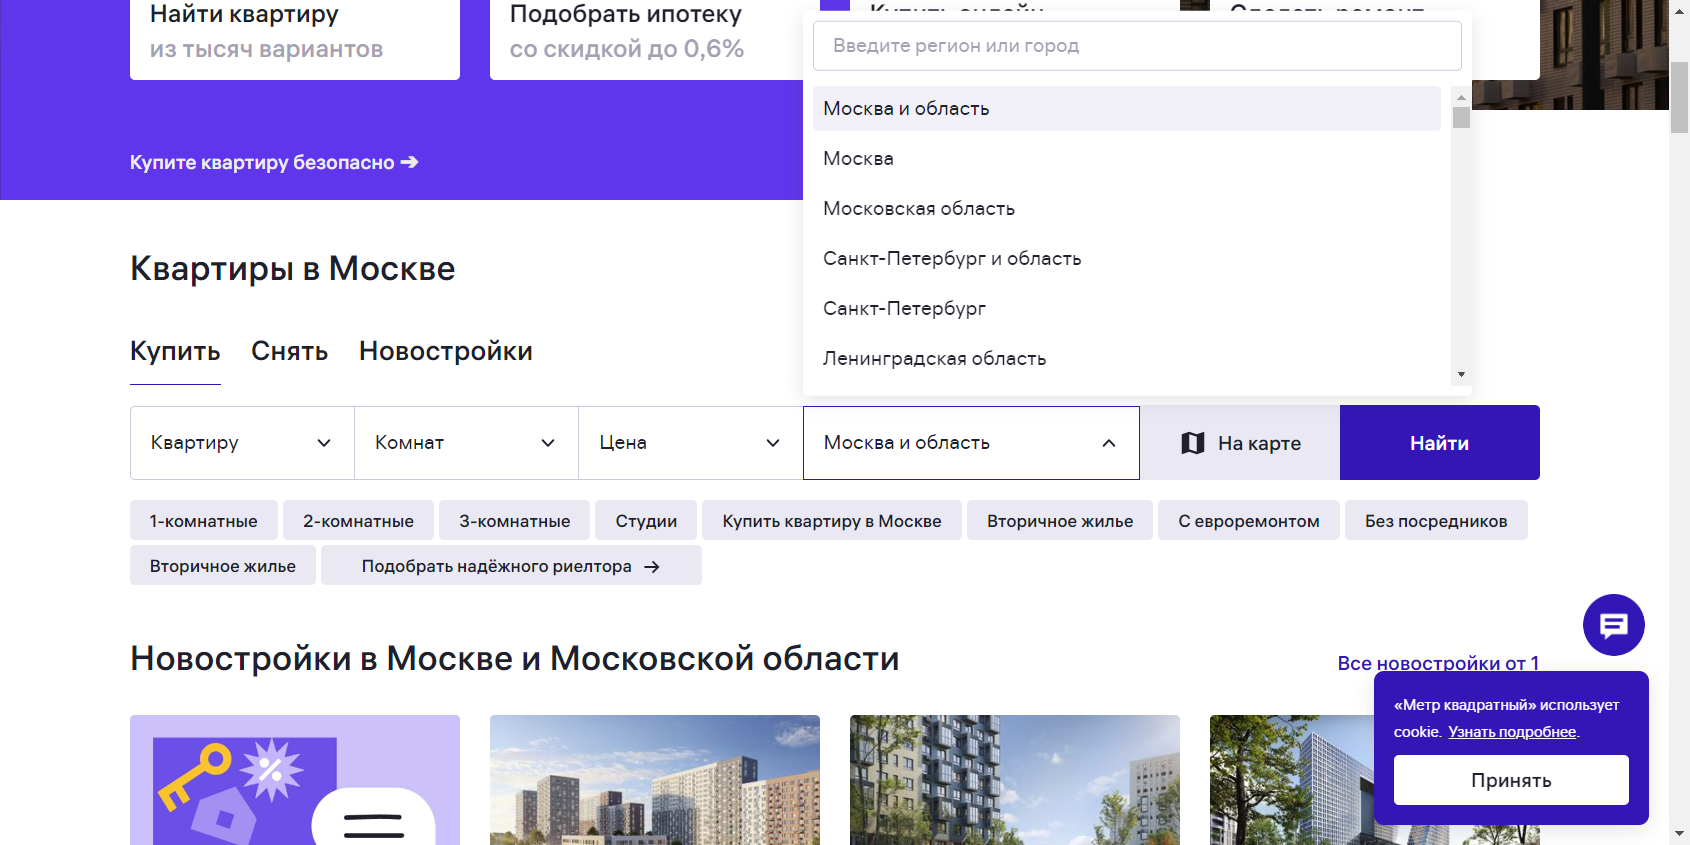 Найти квартиру
из тысяч вариантов
Подобрать ипотеку
со скидкой до 0,6%
Купить онлайн
Сделать ремонт
Введите регион или город
Москва и область
Москва
Московская область
Санкт-Петербург и область
Санкт-Петербург
Ленинградская область
Купите квартиру безопасно ➔
Квартиры в Москве
Купить
Снять
Новостройки
Квартиру
Комнат
Цена
Москва и область
На карте
Найти
1-комнатные
2-комнатные
3-комнатные
Студии
Купить квартиру в Москве
Вторичное жилье
С евроремонтом
Без посредников
Вторичное жилье
Подобрать надёжного риелтора →
Новостройки в Москве и Московской области
Все новостройки от 1
«Метр квадратный» использует
cookie. Узнать подробнее.
Принять